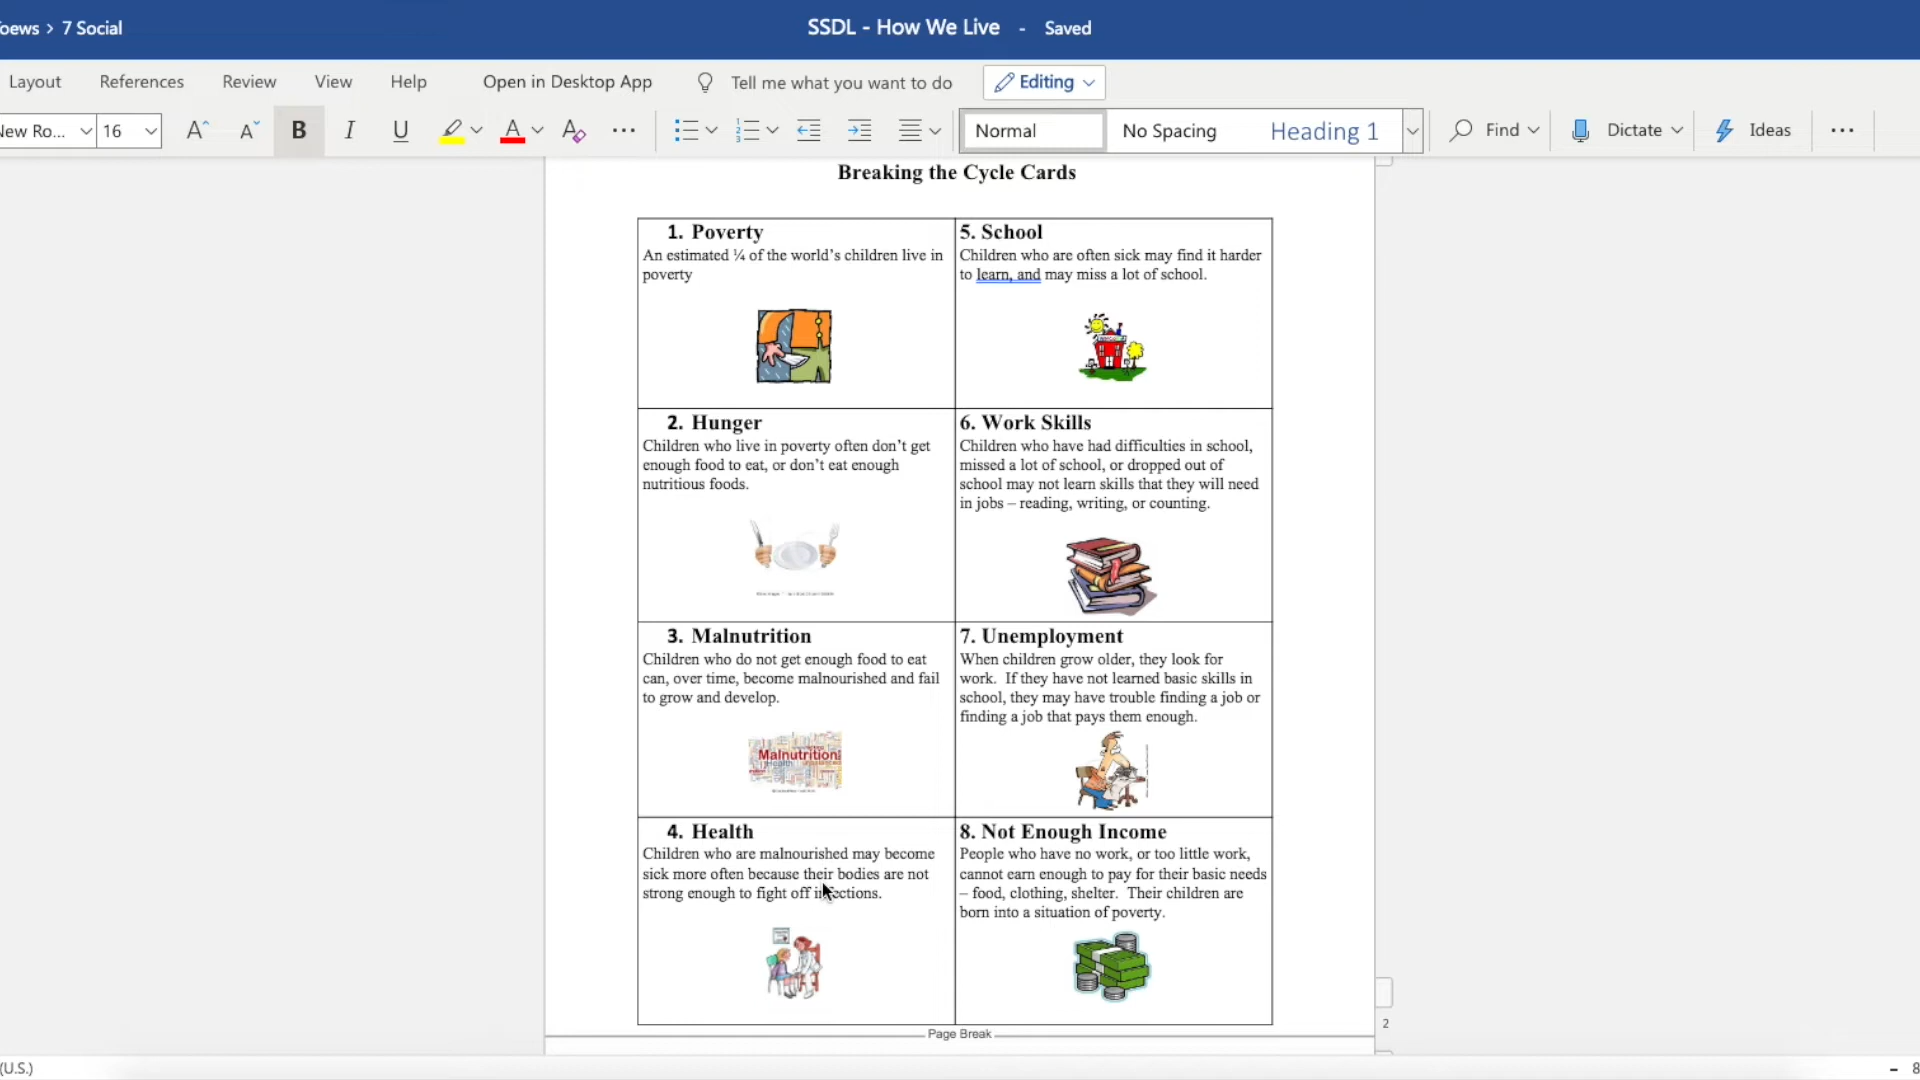 oews > 7 Social
SSDL - How We Live - Saved
Layout References Review View Help Open in Desktop App Tell me what you want to do Editing
New Ro... 16 A A B I U A A ... Normal No Spacing Heading 1 Find Dictate Ideas ...
Breaking the Cycle Cards
1. Poverty
An estimated ¼ of the world's children live in
poverty
5. School
Children who are often sick may find it harder
to learn, and may miss a lot of school.
2. Hunger
Children who live in poverty often don't get
enough food to eat, or don't eat enough
nutritious foods.
6. Work Skills
Children who have had difficulties in school,
missed a lot of school, or dropped out of
school may not learn skills that they will need
in jobs – reading, writing, or counting.
3. Malnutrition
Children who do not get enough food to eat
can, over time, become malnourished and fail
to grow and develop.
Malnutrition
Health
7. Unemployment
When children grow older, they look for
work. If they have not learned basic skills in
school, they may have trouble finding a job or
finding a job that pays them enough.
4. Health
Children who are malnourished may become
sick more often because their bodies are not
strong enough to fight off infections.
8. Not Enough Income
People who have no work, or too little work,
cannot earn enough to pay for their basic needs
– food, clothing, shelter. Their children are
born into a situation of poverty.
2
Page Break
(U.S.)
8